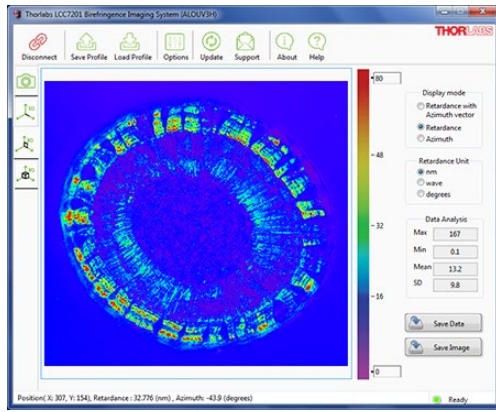 Thorlabs LCC7201 Birefringence Imaging System (ALOUV3H)
THORLABS
Disconnect Save Profile Load Profile Options Update Support About Help
80
48
32
16
0
Display mode
Retardance with
Azimuth vector
Retardance
Azimuth
Retardance Unit
nm
wave
degrees
Data Analysis
Max 167
Min 0.1
Mean 13.2
SD 9.8
Save Data
Save Image
Position( X: 307, Y: 154), Retardance : 32.776 (nm) , Azimuth: -43.9 (degrees)
Ready